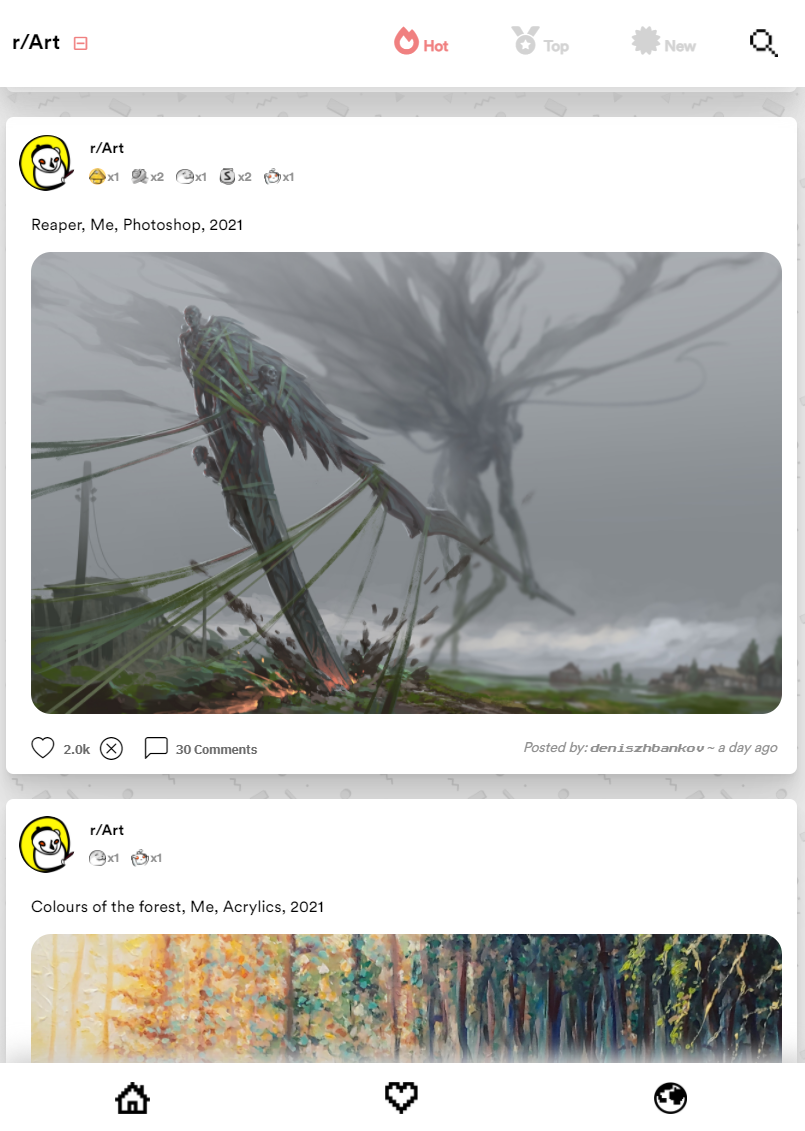 r/Art
Hot
Top
New
r/Art
x1 x2 x1 x2 x1
Reaper, Me, Photoshop, 2021
2.0k
30 Comments
Posted by: deniszhbankov ~ a day ago
r/Art
x1 x1
Colours of the forest, Me, Acrylics, 2021